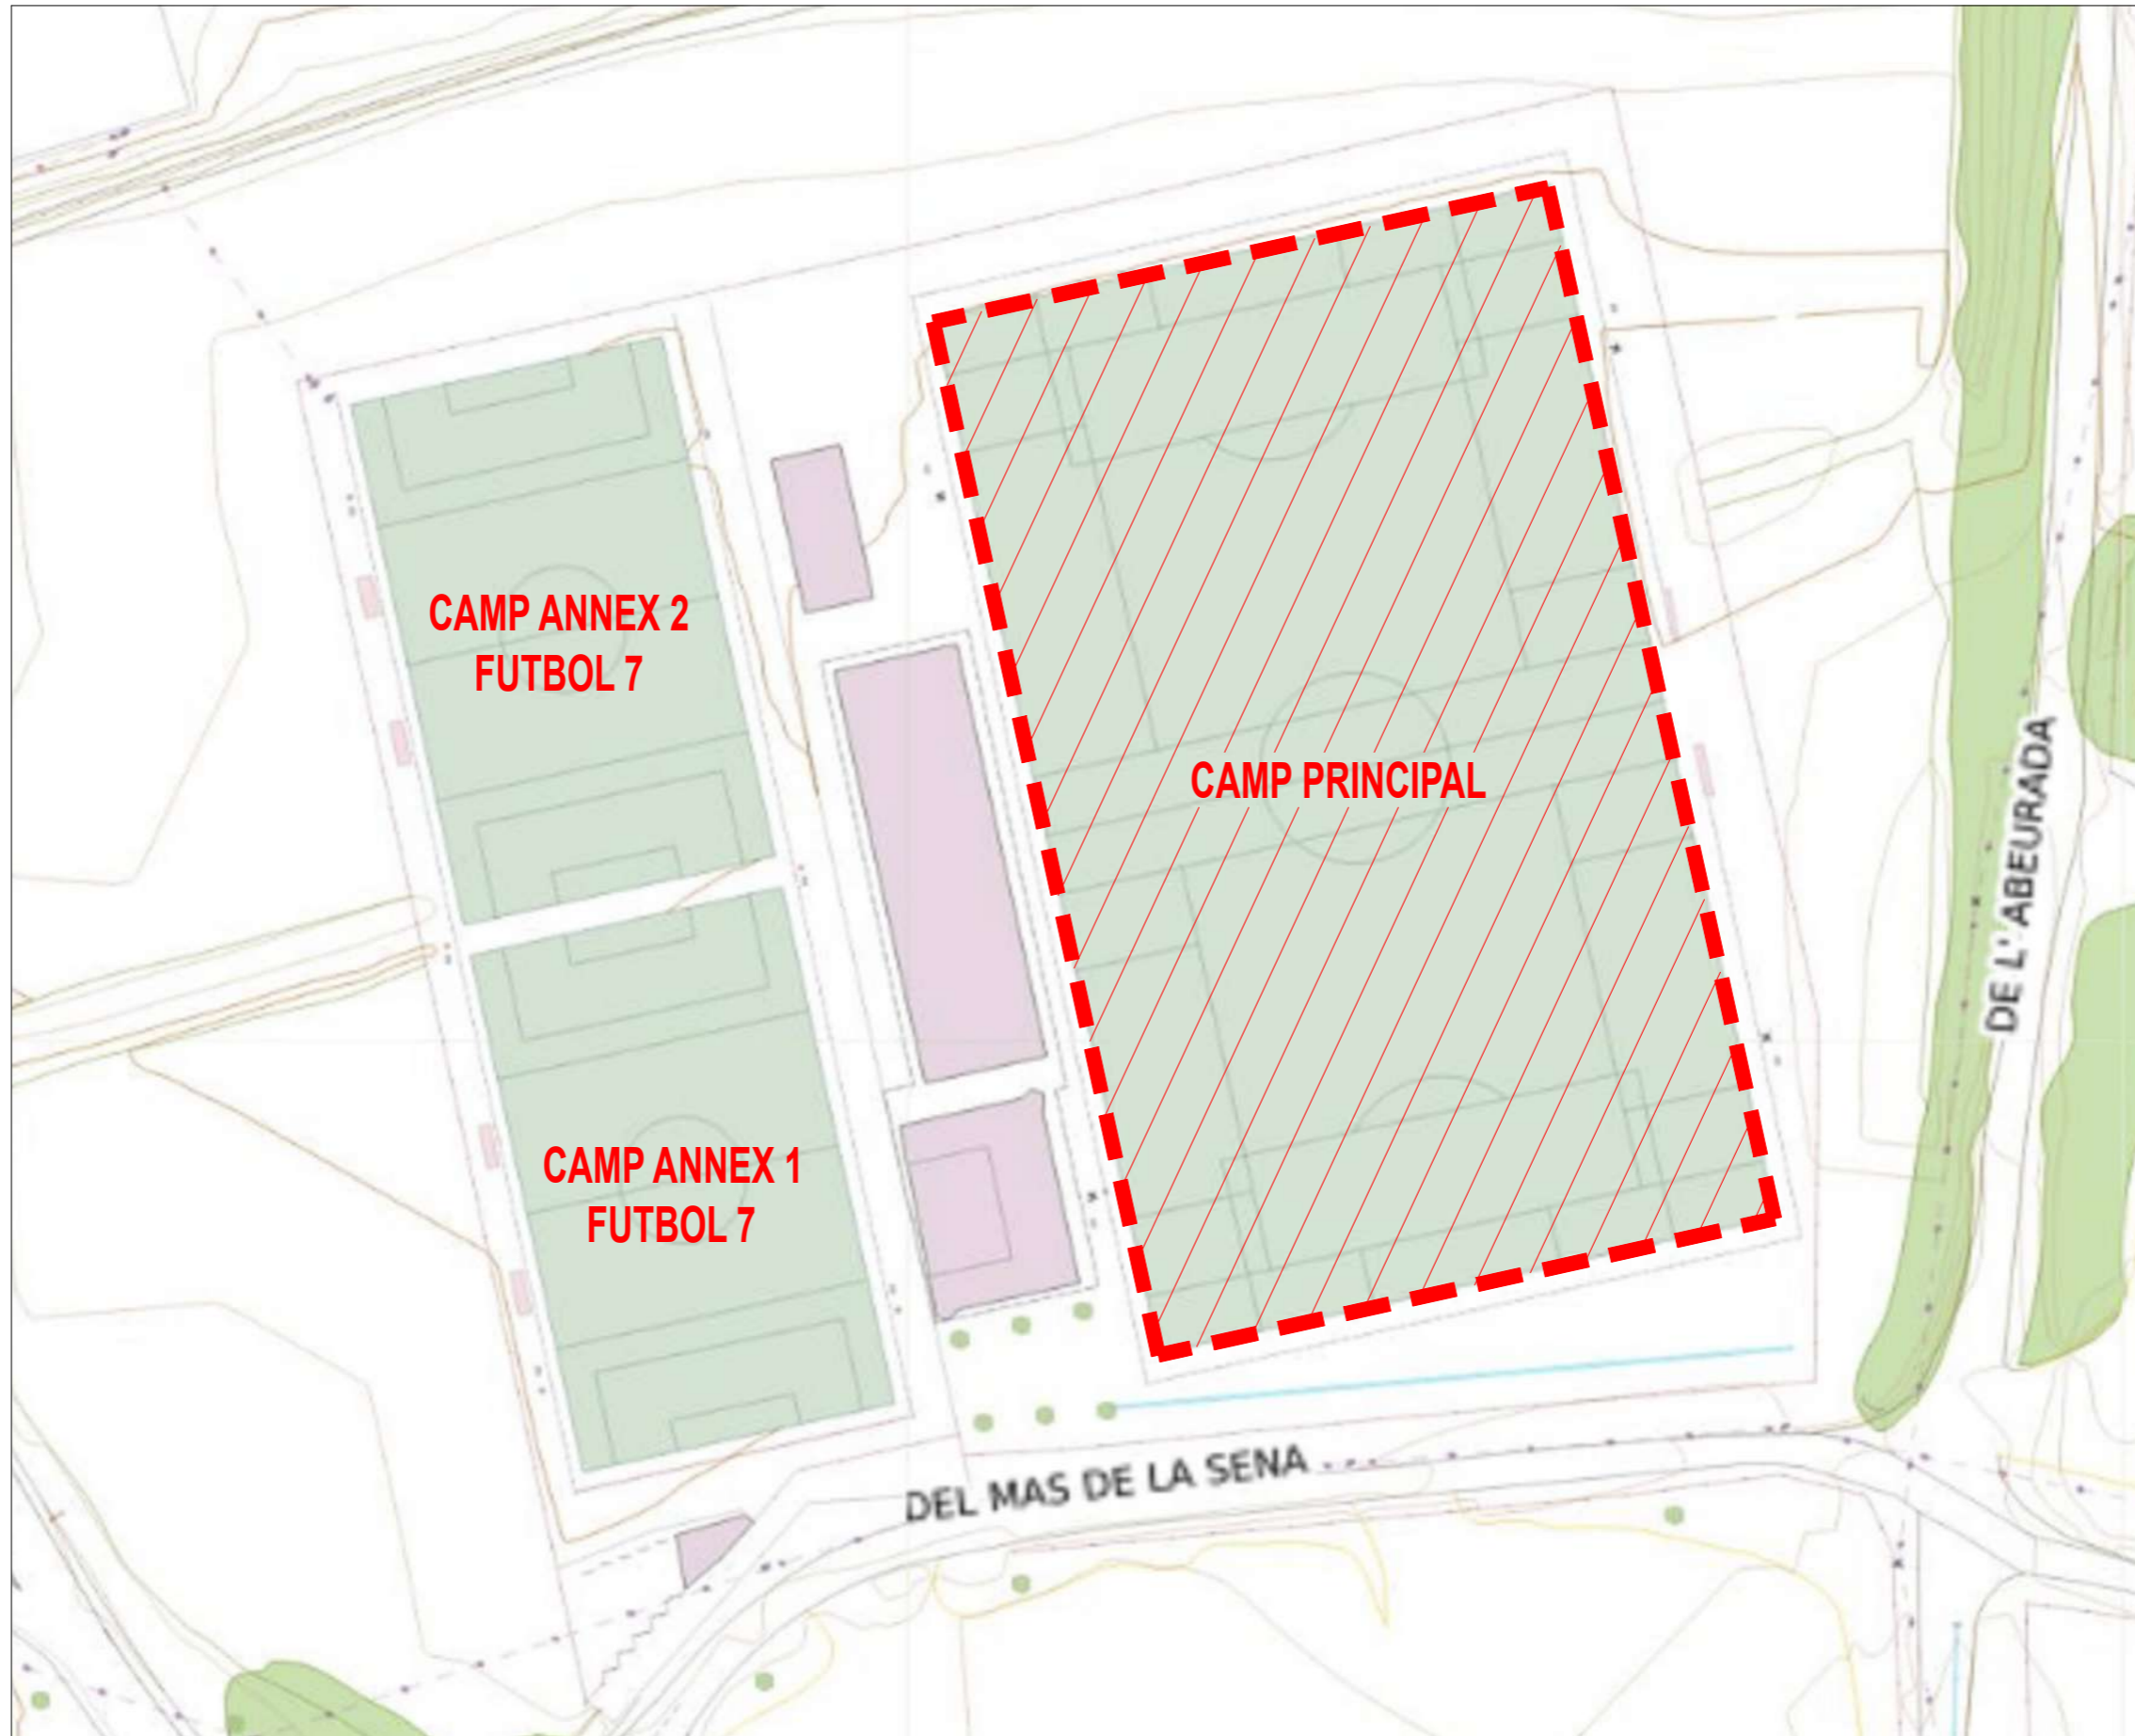 CAMP ANNEX 2
FUTBOL 7
CAMP PRINCIPAL
DE L' ABEURADA
CAMP ANNEX 1
FUTBOL 7
DEL MAS DE LA SENA